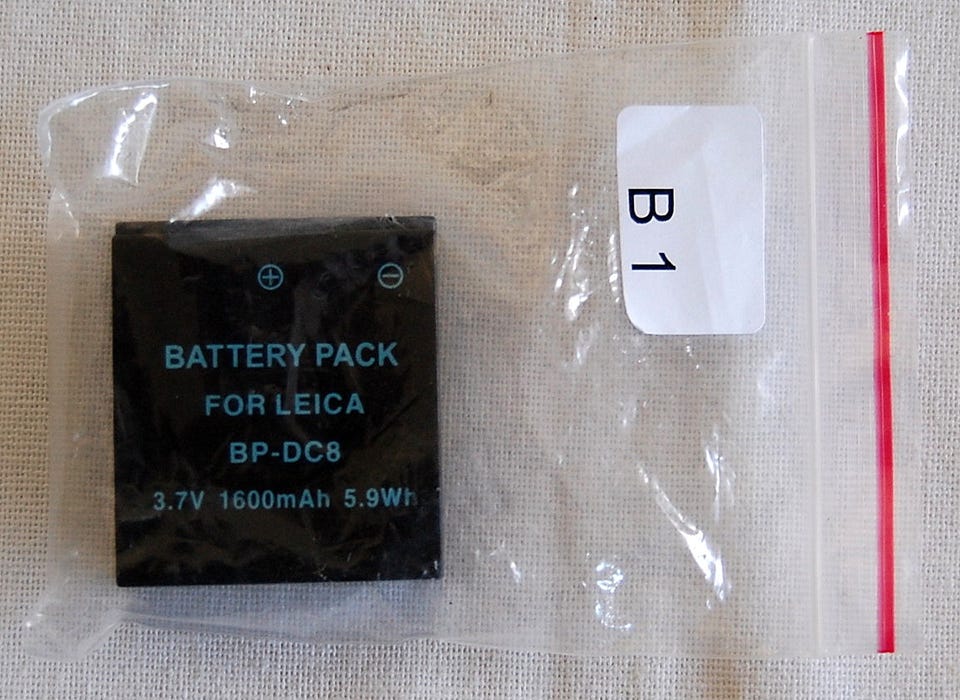 ⊕ ⊖
BATTERY PACK
FOR LEICA
BP-DC8
3.7V 1600mAh 5.9Wh
B 1